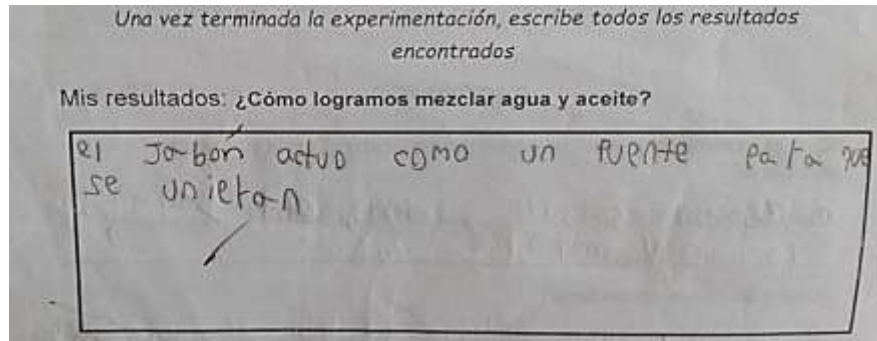 Una vez terminada la experimentación, escribe todos los resultados
encontrados
Mis resultados: ¿Cómo logramos mezclar agua y aceite?
el Jabón actuo como un puente para que
se unieran